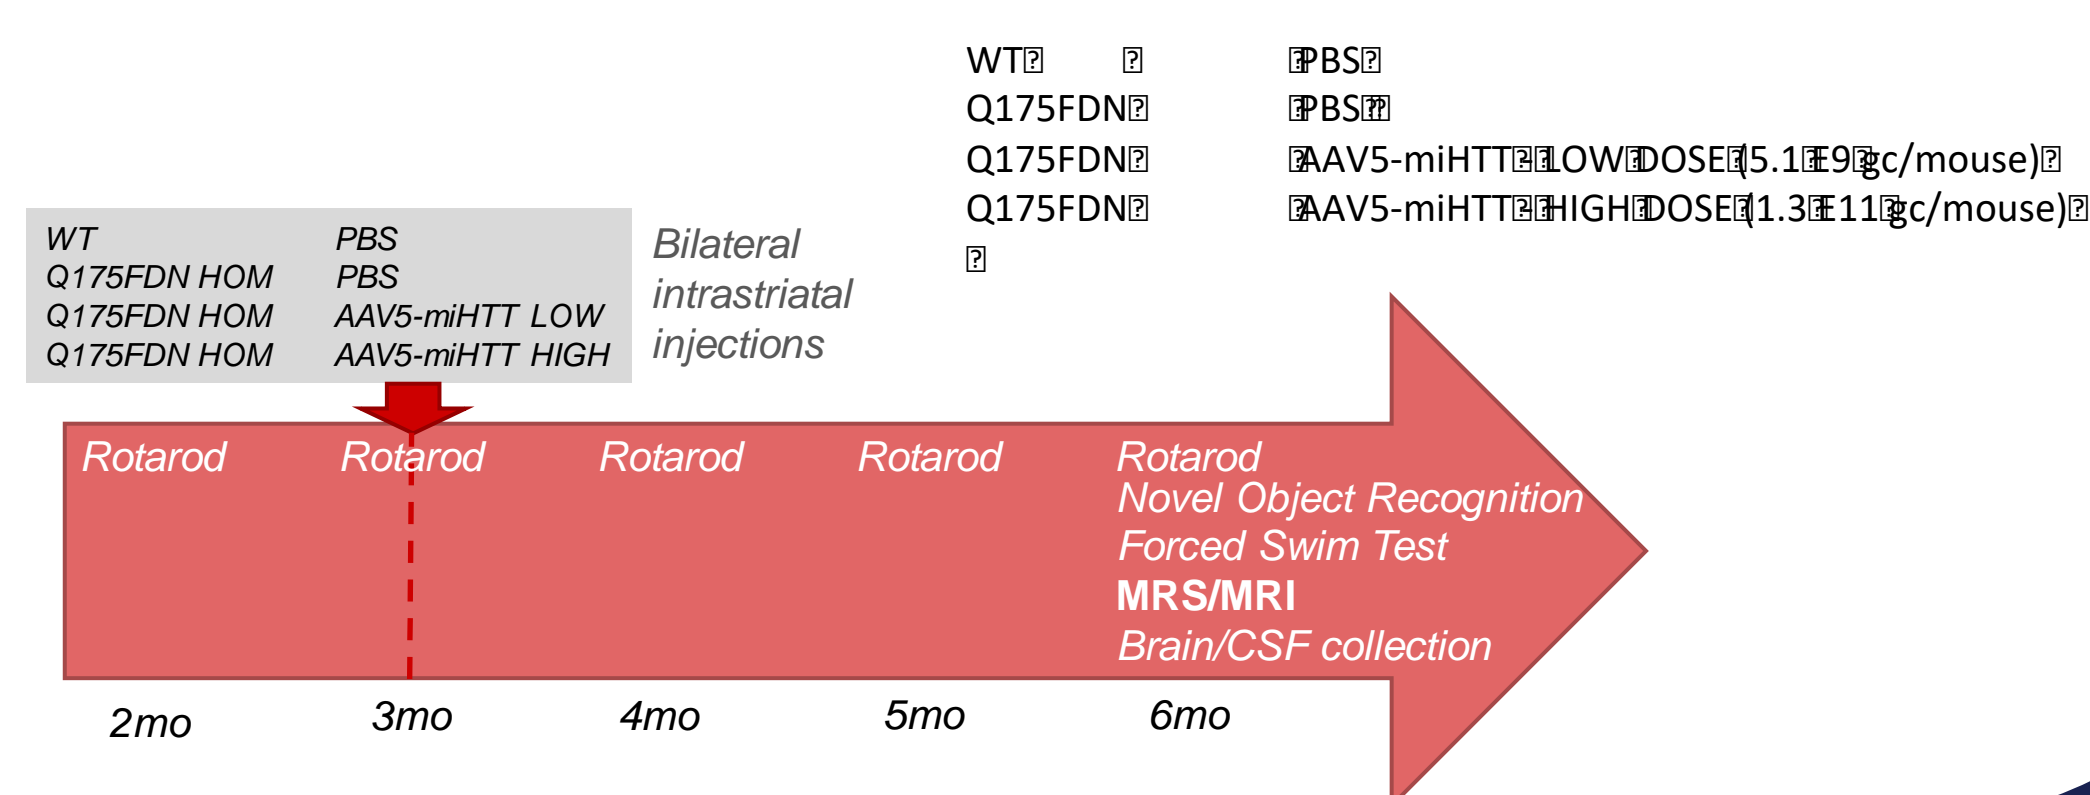 WT PBS
Q175FDN PBS
Q175FDN AAV5-miHTT - LOW DOSE (5.1 E9 gc/mouse)
Q175FDN AAV5-miHTT - HIGH DOSE (1.3 E11 gc/mouse)
WT PBS
Q175FDN HOM PBS
Q175FDN HOM AAV5-miHTT LOW
Q175FDN HOM AAV5-miHTT HIGH
Bilateral
intrastriatal
injections
Rotarod Rotarod Rotarod Rotarod Rotarod
Novel Object Recognition
Forced Swim Test
MRS/MRI
Brain/CSF collection
2mo 3mo 4mo 5mo 6mo